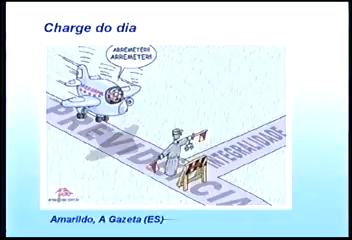 Charge do dia
ARREMETER!!
ARREMETER!!
PREVIDÊNCIA
INTEGRALIDADE
Amarildo, A Gazeta (ES)